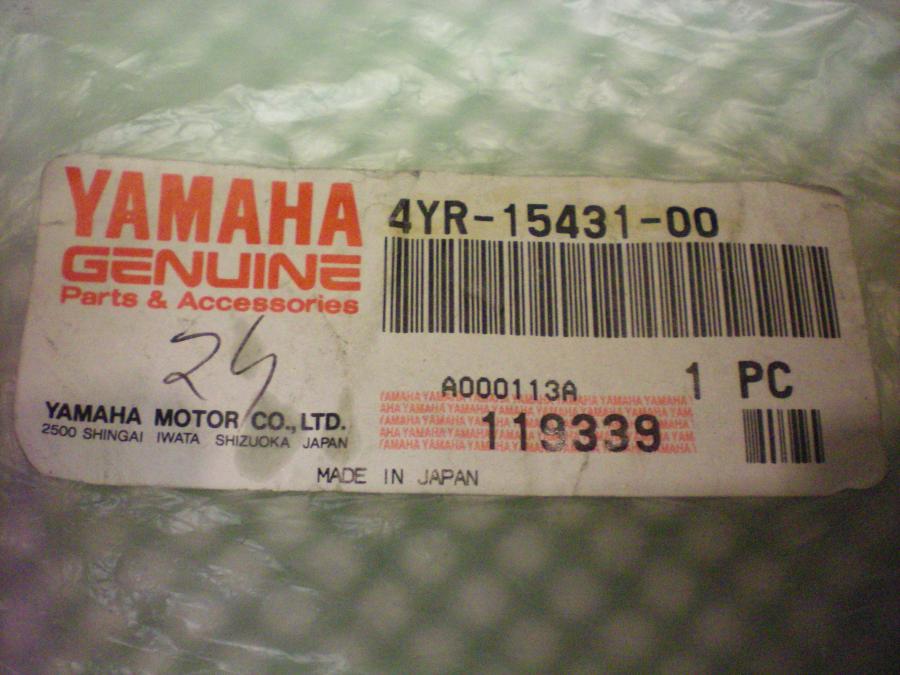 YAMAHA
GENUINE
Parts & Accessories
24
YAMAHA MOTOR CO.,LTD.
2500 SHINGAI IWATA SHIZUOKA JAPAN
4YR-15431-00
A000113A
1 PC
119339
MADE IN JAPAN